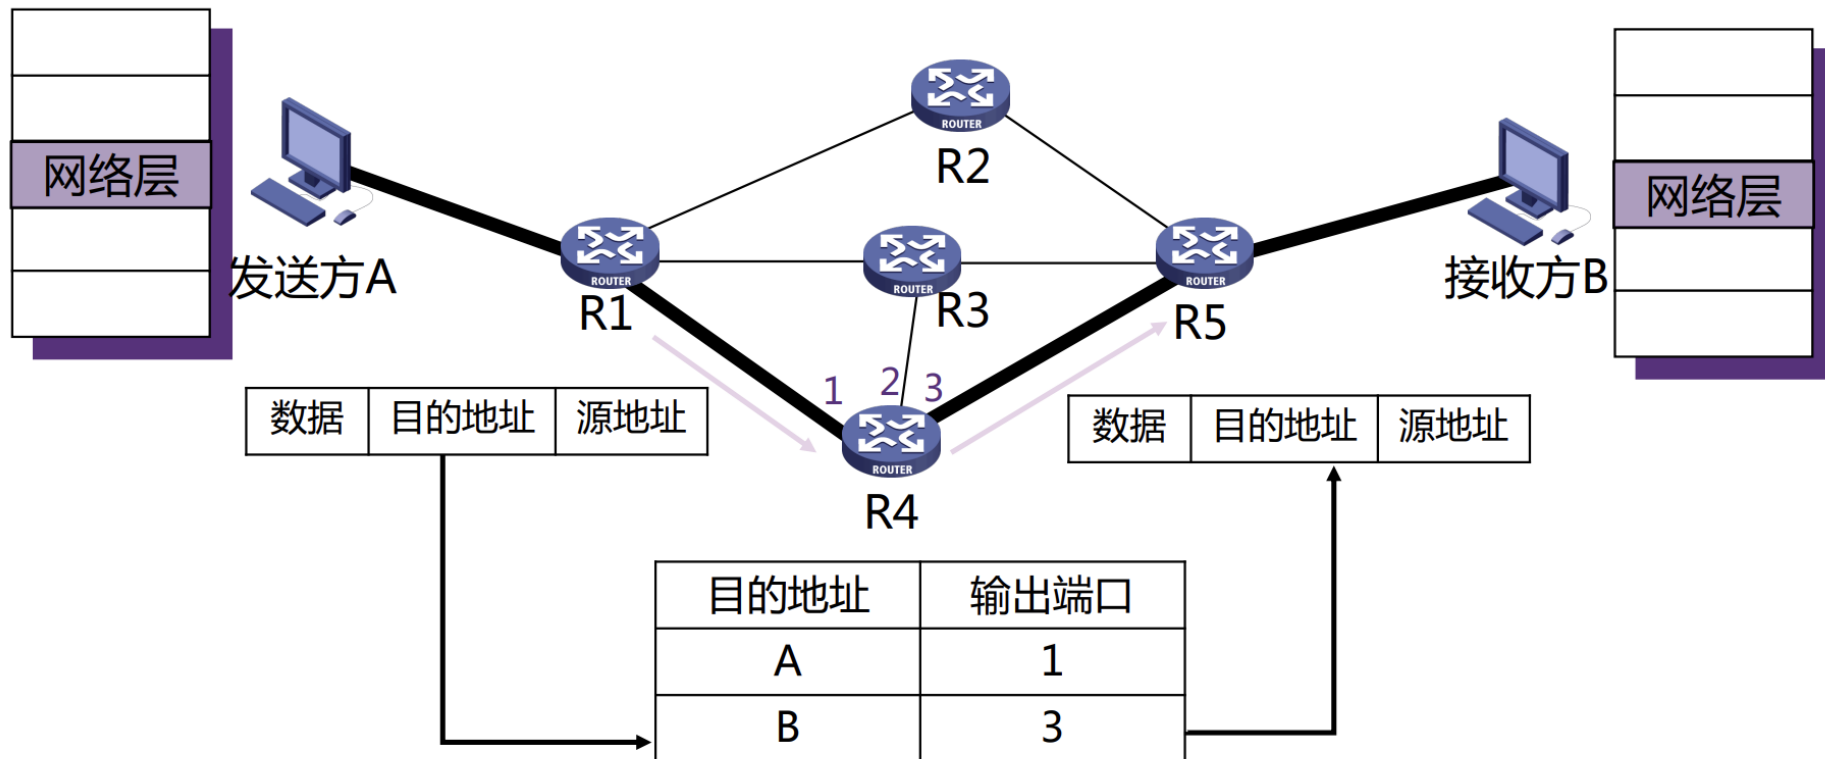 网络层
发送方A
ROUTER
R1
ROUTER
R2
ROUTER
R3
1
2
3
ROUTER
R4
ROUTER
R5
接收方B
网络层
数据 目的地址 源地址
数据 目的地址 源地址
目的地址 输出端口
A 1
B 3